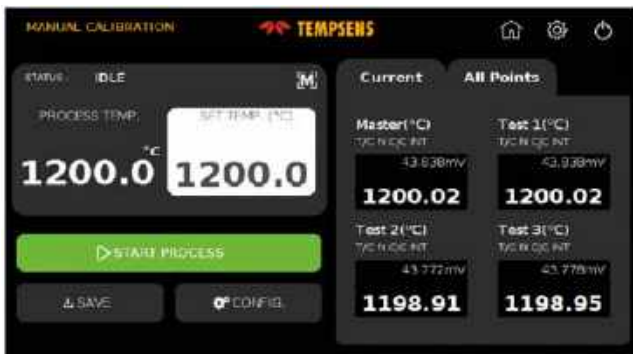 MANUAL CALIBRATION
TEMPSENS
STATUS : IDLE
M
PROCESS TEMP.
SET TEMP. (°C)
°C
1200.0
1200.0
START PROCESS
SAVE
CONFIG.
Current
All Points
Master(°C)
T/C N CJC INT
43.838mV
1200.02
Test 1(°C)
T/C N CJC INT
43.838mV
1200.02
Test 2(°C)
T/C N CJC INT
43.772mV
1198.91
Test 3(°C)
T/C N CJC INT
43.778mV
1198.95